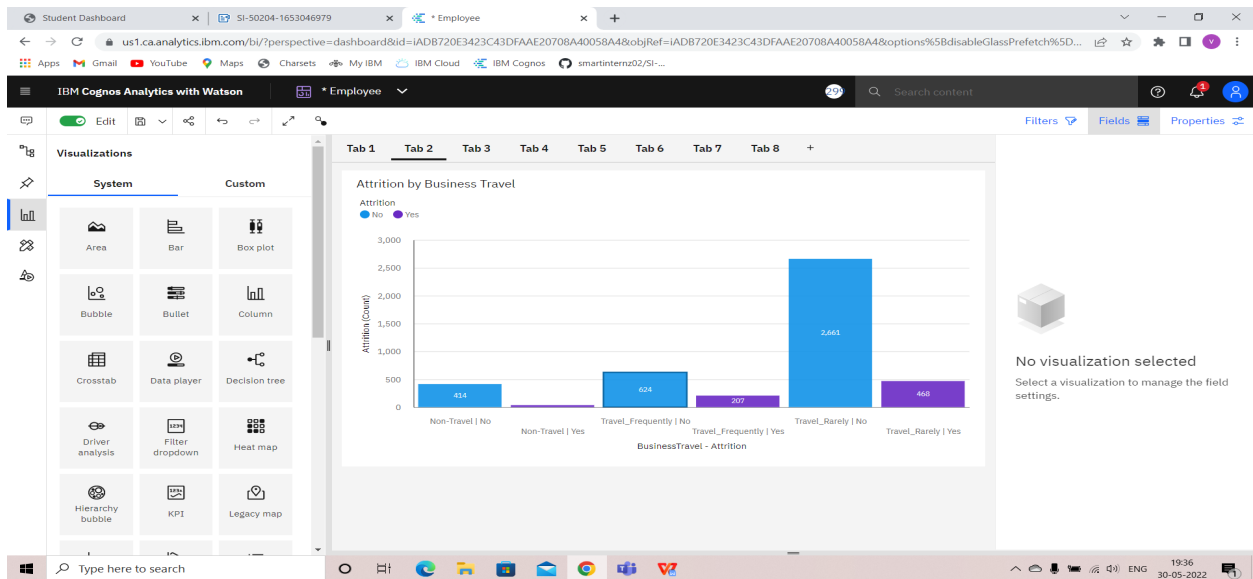 Student Dashboard
SI-50204-1653046979
* Employee
us1.ca.analytics.ibm.com/bi/?perspective=dashboard&id=iADB720E3423C43DFAAE20708A40058A4&objRef=iADB720E3423C43DFAAE20708A40058A4&options%5BdisableGlassPrefetch%5D...
Apps Gmail YouTube Maps Charsets My IBM IBM Cloud IBM Cognos smartinternz02/SI-...
IBM Cognos Analytics with Watson
* Employee
299
Search content
1
Edit
Filters
Fields
Properties
Visualizations
System
Custom
Area
Bar
Box plot
Bubble
Bullet
Column
Crosstab
Data player
Decision tree
Driver analysis
Filter dropdown
Heat map
Hierarchy bubble
KPI
Legacy map
Tab 1 Tab 2 Tab 3 Tab 4 Tab 5 Tab 6 Tab 7 Tab 8 +
Attrition by Business Travel
Attrition
No Yes
Attrition (Count)
3,000
2,500
2,000
1,500
1,000
500
0
414
624
207
2,661
468
Non-Travel | No
Non-Travel | Yes
Travel_Frequently | No
Travel_Frequently | Yes
Travel_Rarely | No
Travel_Rarely | Yes
BusinessTravel - Attrition
No visualization selected
Select a visualization to manage the field
settings.
Type here to search
ENG
19:36
30-05-2022